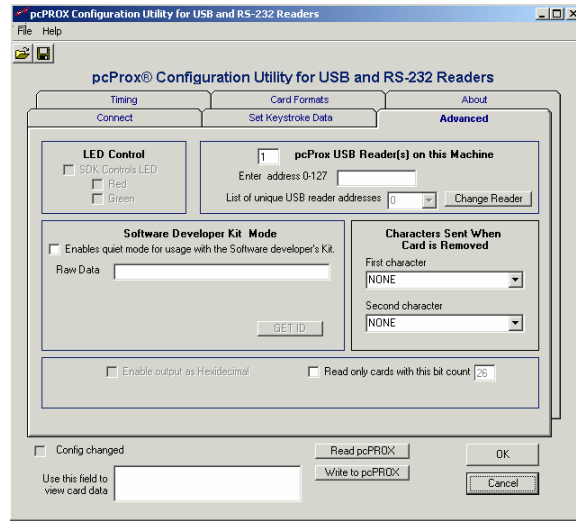 pcPROX Configuration Utility for USB and RS-232 Readers
File Help
pcProx® Configuration Utility for USB and RS-232 Readers
Timing Card Formats About
Connect Set Keystroke Data Advanced
LED Control
SDK Controls LED
Red
Green
1 pcProx USB Reader(s) on this Machine
Enter address 0-127
List of unique USB reader addresses 0 Change Reader
Software Developer Kit Mode
Enables quiet mode for usage with the Software developer's Kit.
Raw Data
GET ID
Characters Sent When
Card is Removed
First character
NONE
Second character
NONE
Enable output as Hexidecimal Read only cards with this bit count 26
Config changed Read pcPROX OK
Use this field to
view card data
Write to pcPROX Cancel